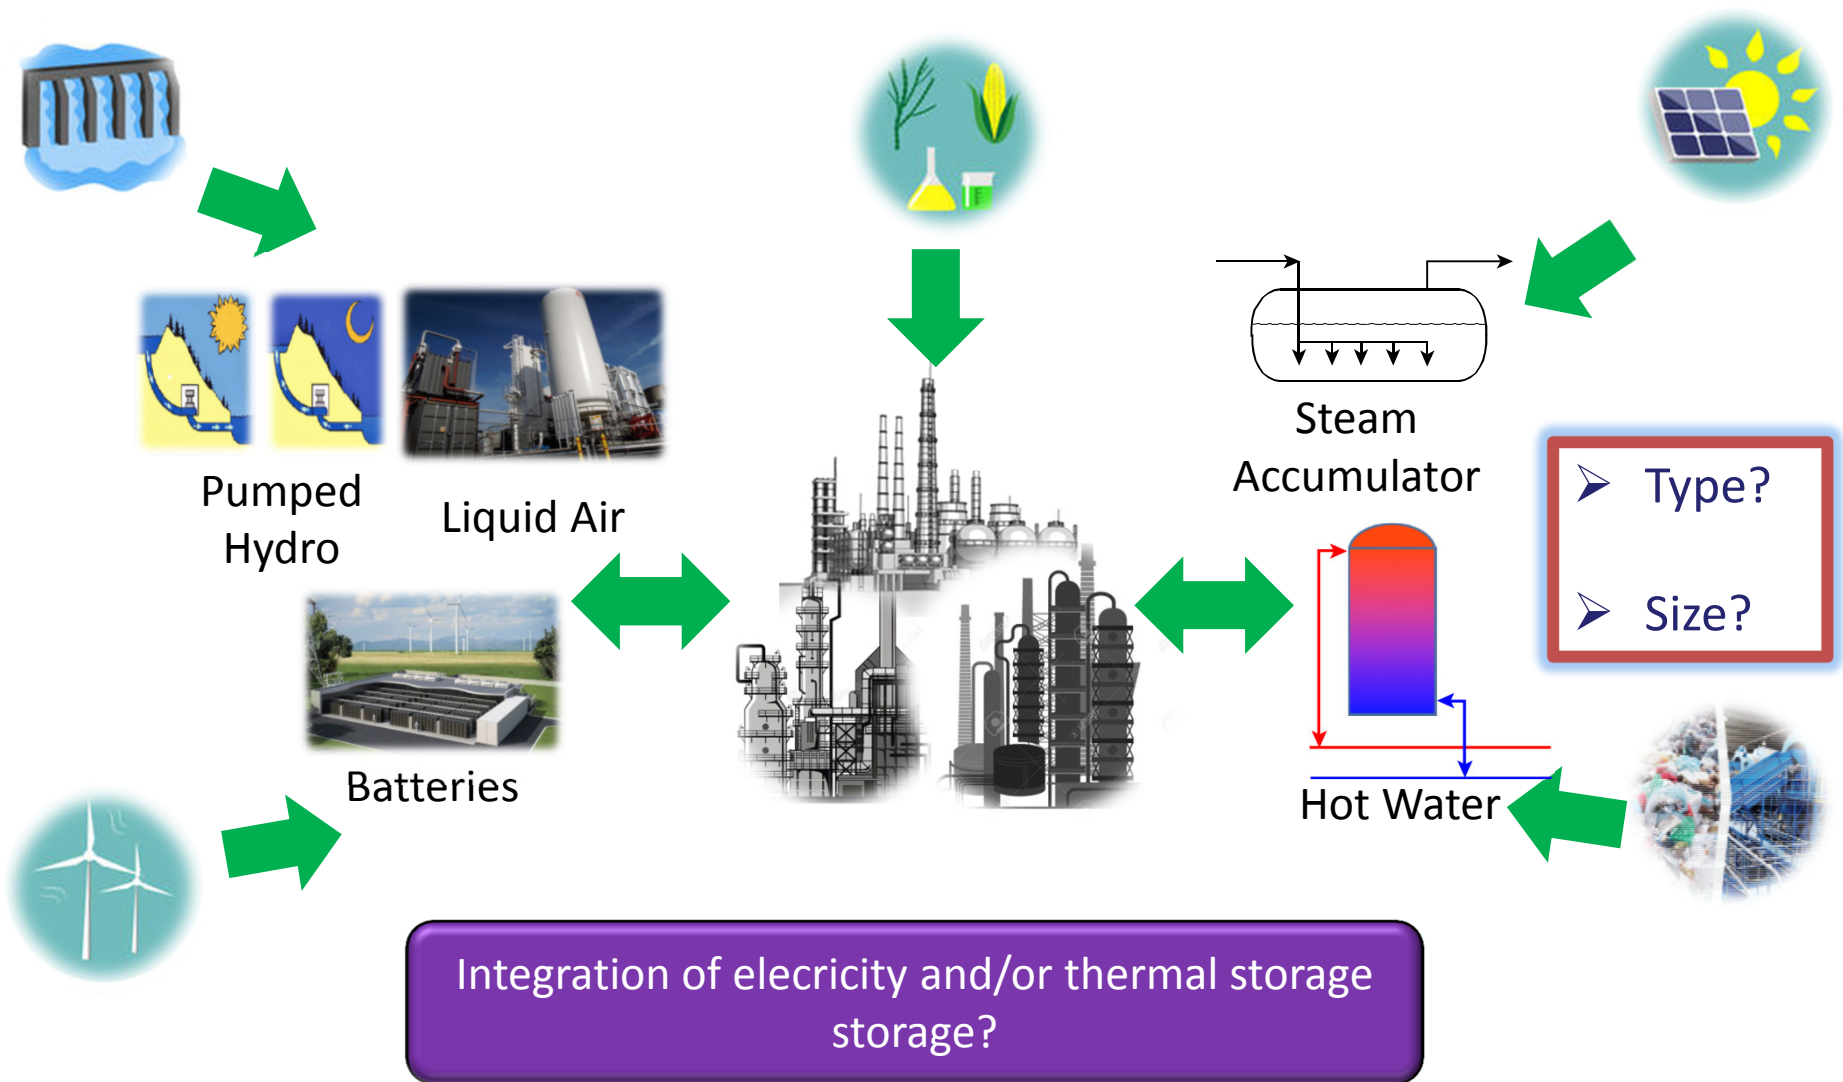 Pumped
Hydro
Liquid Air
Batteries
Steam
Accumulator
Hot Water
➢ Type?
➢ Size?
Integration of elecricity and/or thermal storage
storage?